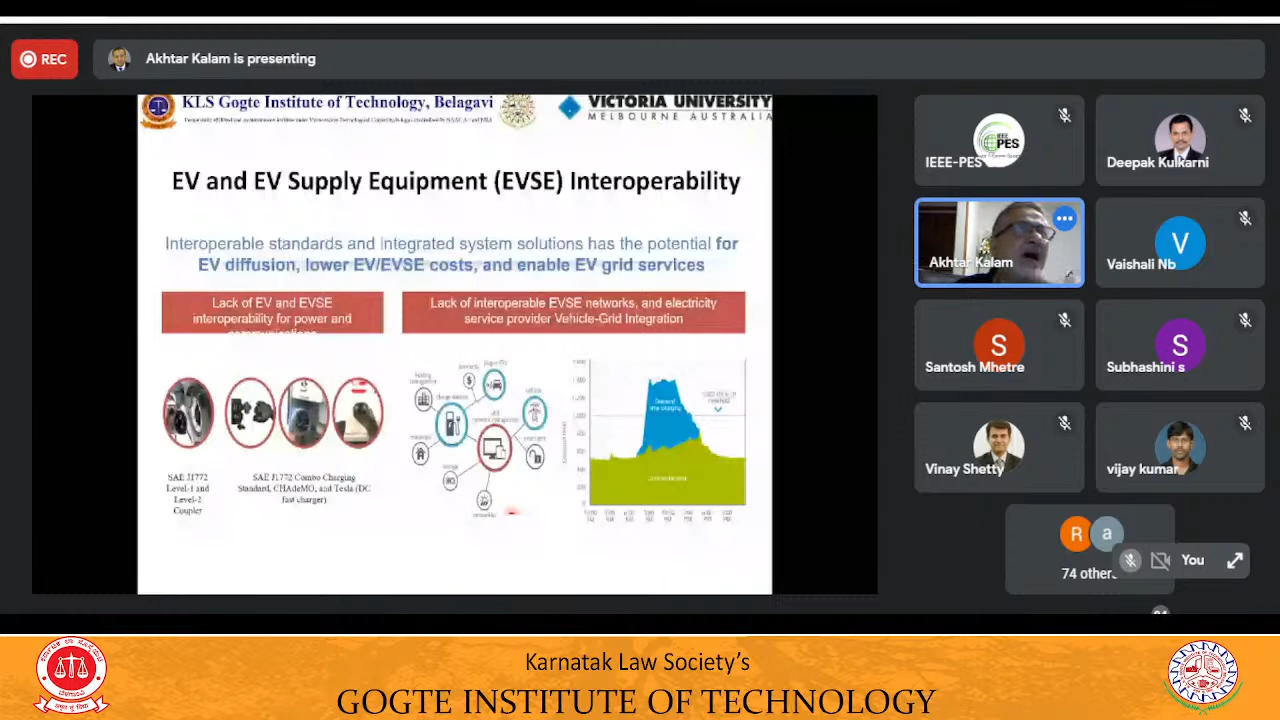 REC
Akhtar Kalam is presenting
KLS Gogte Institute of Technology, Belagavi
VICTORIA UNIVERSITY
MELBOURNE AUSTRALIA
EV and EV Supply Equipment (EVSE) Interoperability
Interoperable standards and integrated system solutions has the potential for
EV diffusion, lower EV/EVSE costs, and enable EV grid services
Lack of EV and EVSE
interoperability for power and
communications
Lack of interoperable EVSE networks, and electricity
service provider Vehicle-Grid Integration
SAE J1772
Level-1 and
Level-2
Coupler
SAE J1772 Combo Charging
Standard, CHAdeMO, and Tesla (DC
fast charger)
IEEE
PES
IEEE-PES
Deepak Kulkarni
Akhtar Kalam
V
Vaishali Nb
S
Santosh Mhetre
S
Subhashini s
Vinay Shetty
vijay kumar
R
a
74 others
You
Karnatak Law Society's
GOGTE INSTITUTE OF TECHNOLOGY